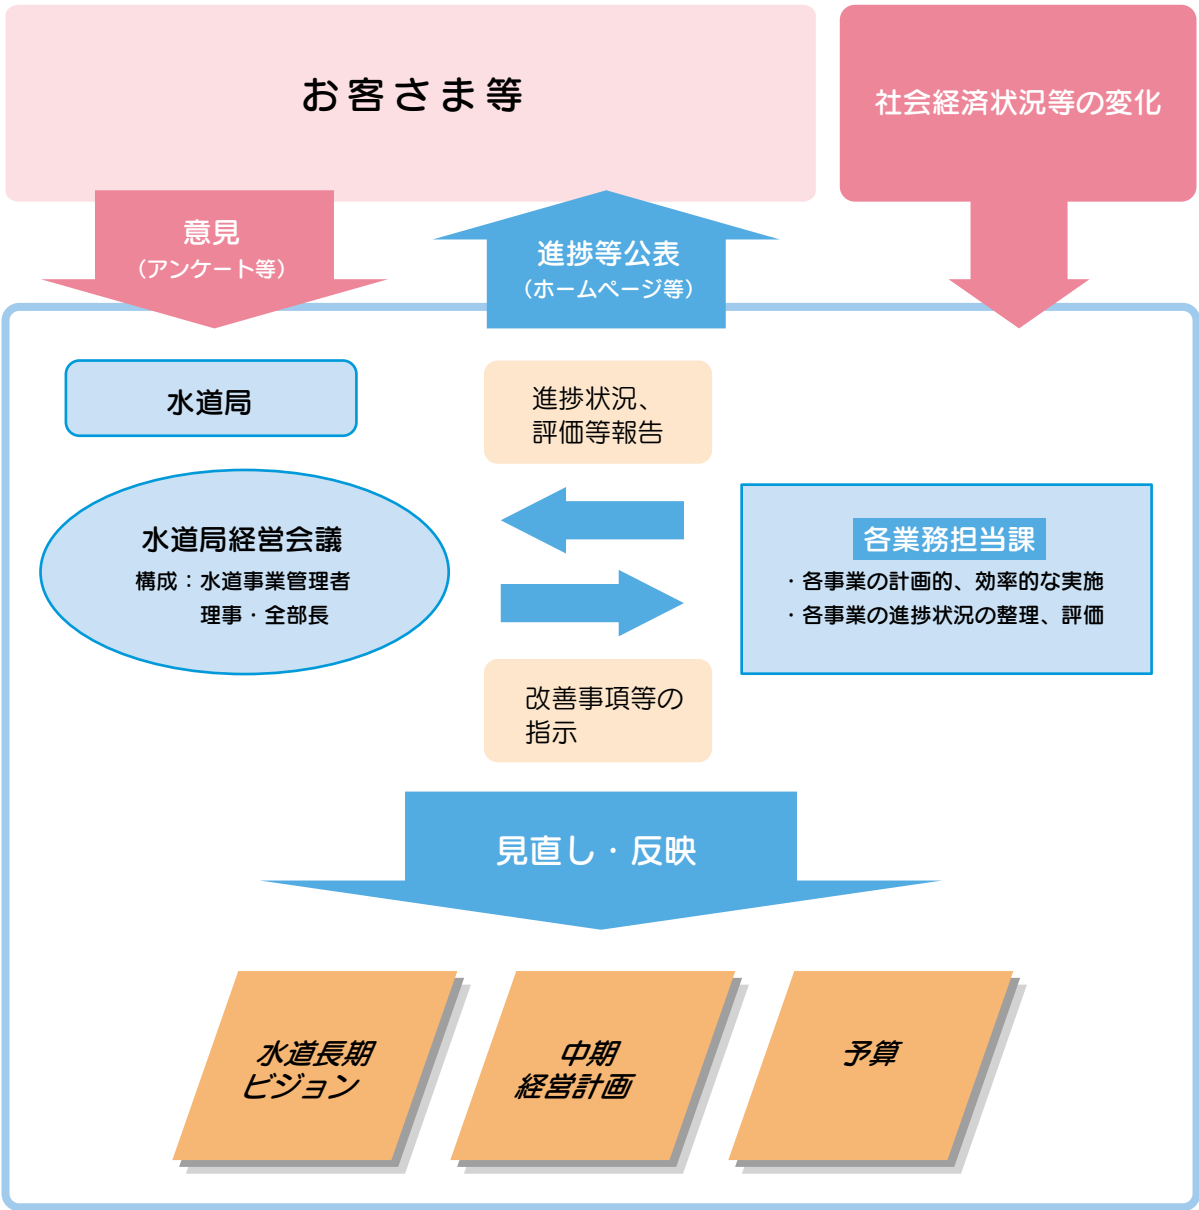 お客さま等
社会経済状況等の変化
意見
（アンケート等）
進捗等公表
（ホームページ等）
水道局
進捗状況、
評価等報告
水道局経営会議
構成：水道事業管理者
理事・全部長
各業務担当課
・各事業の計画的、効率的な実施
・各事業の進捗状況の整理、評価
改善事項等の
指示
見直し・反映
水道長期
ビジョン
中期
経営計画
予算